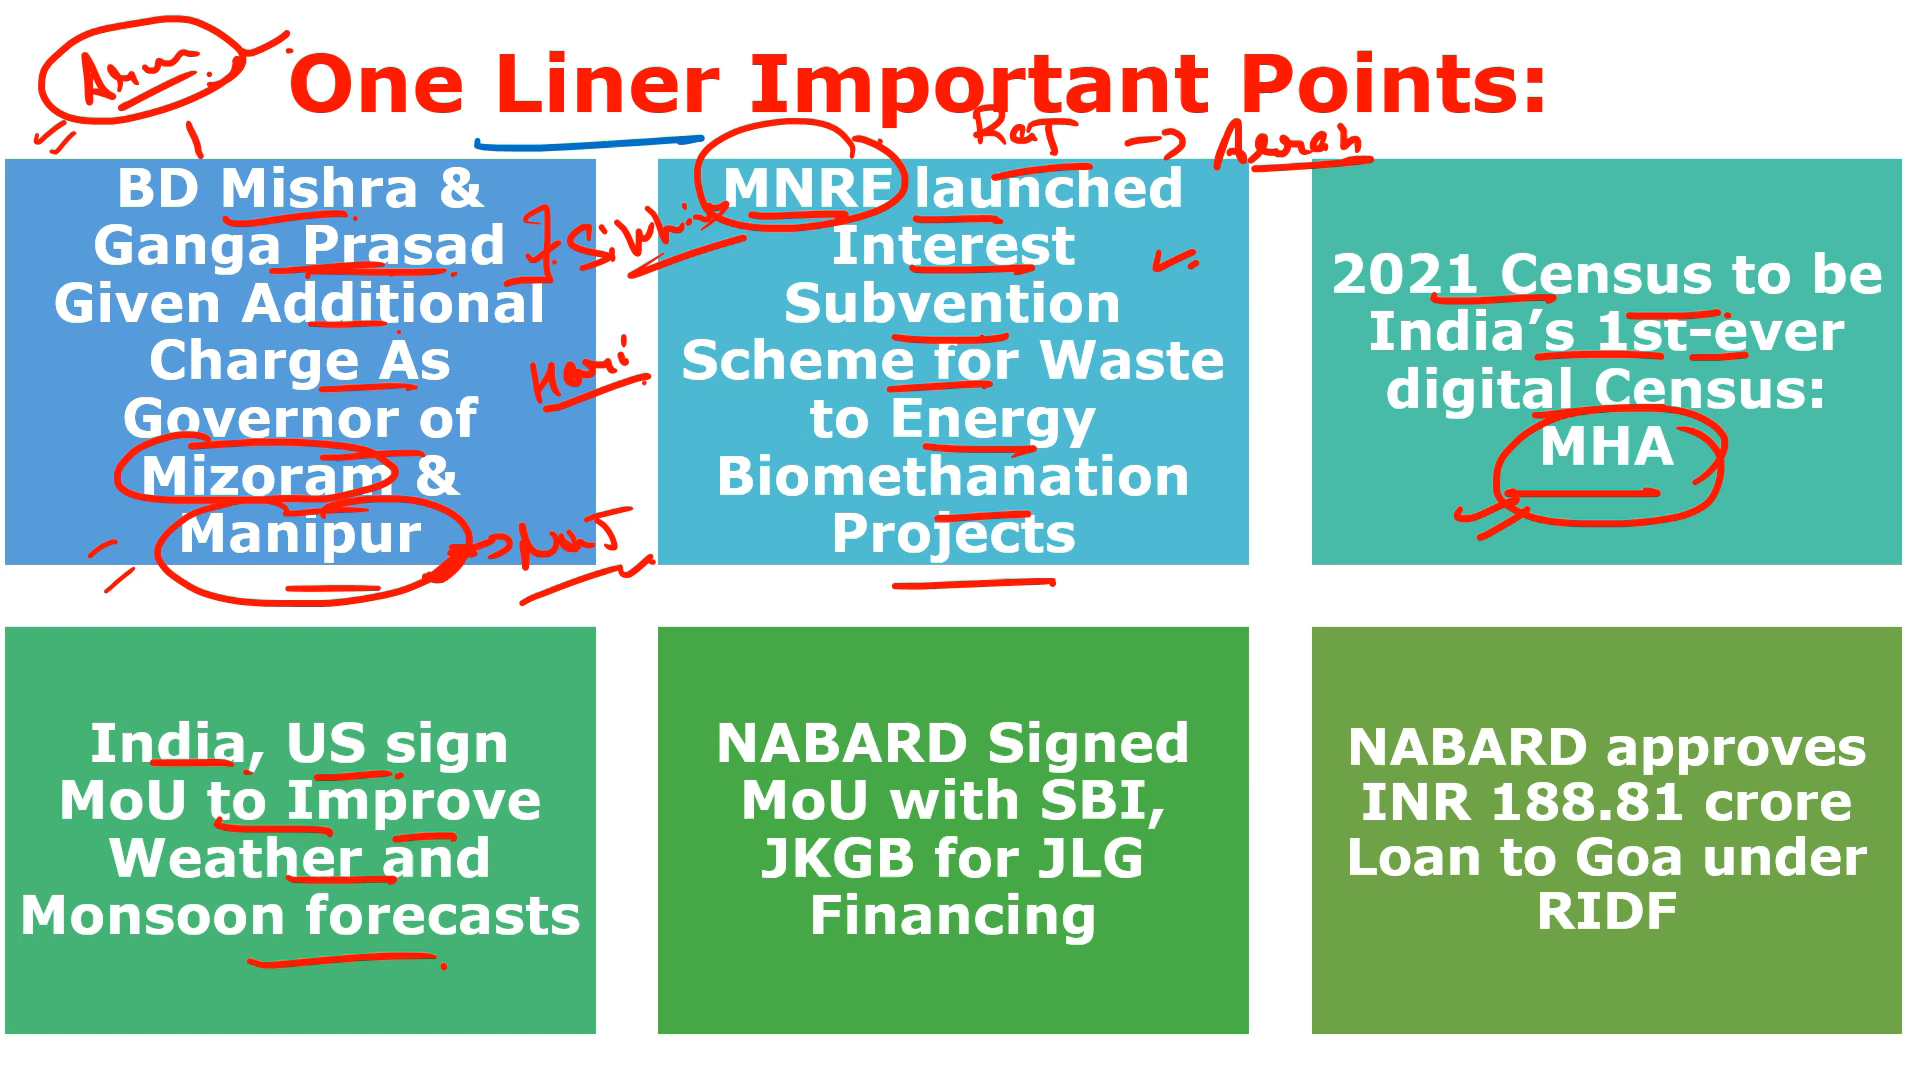 One Liner Important Points:
BD Mishra &
Ganga Prasad
Given Additional
Charge As
Governor of
Mizoram &
Manipur
MNRE launched
Interest
Subvention
Scheme for Waste
to Energy
Biomethanation
Projects
2021 Census to be
India’s 1st-ever
digital Census:
MHA
India, US sign
MoU to Improve
Weather and
Monsoon forecasts
NABARD Signed
MoU with SBI,
JKGB for JLG
Financing
NABARD approves
INR 188.81 crore
Loan to Goa under
RIDF